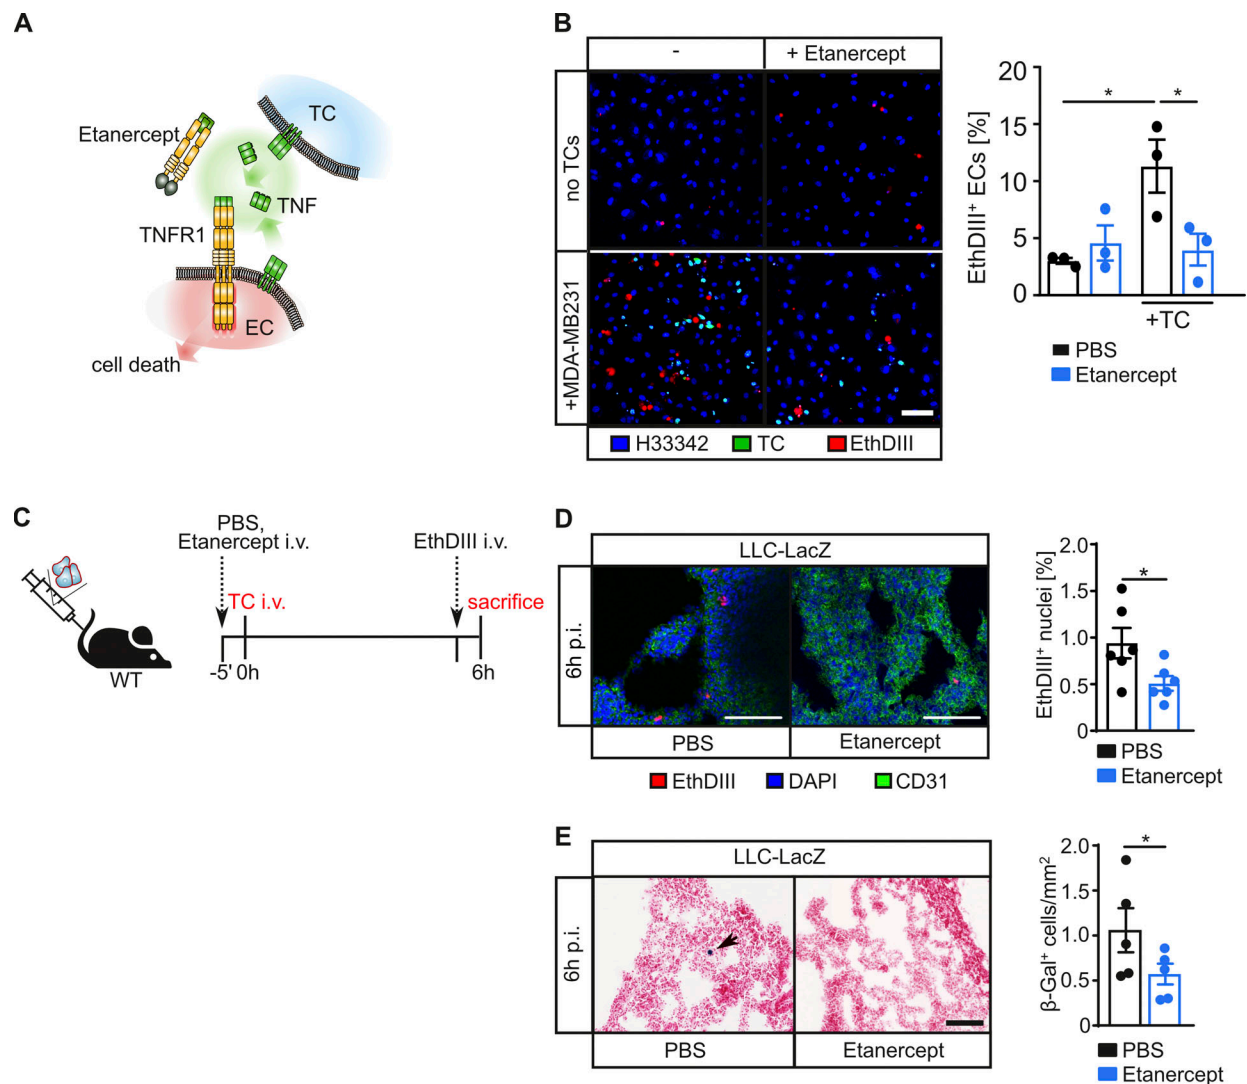 A
Etanercept
TC
TNF
TNFR1
EC
cell death
B
-
+ Etanercept
no TCs
+MDA-MB231
H33342
TC
EthDIII
EthDIII⁺ ECs [%]
20
15
10
5
0
*
*
+TC
PBS
Etanercept
C
PBS,
Etanercept i.v.
EthDIII i.v.
TC i.v.
sacrifice
WT
-5' 0h
6h
D
LLC-LacZ
6h p.i.
PBS
Etanercept
EthDIII
DAPI
CD31
EthDIII⁺ nuclei [%]
2.0
1.5
1.0
0.5
0
*
PBS
Etanercept
E
LLC-LacZ
6h p.i.
PBS
Etanercept
β-Gal⁺ cells/mm²
2.0
1.5
1.0
0.5
0
*
PBS
Etanercept